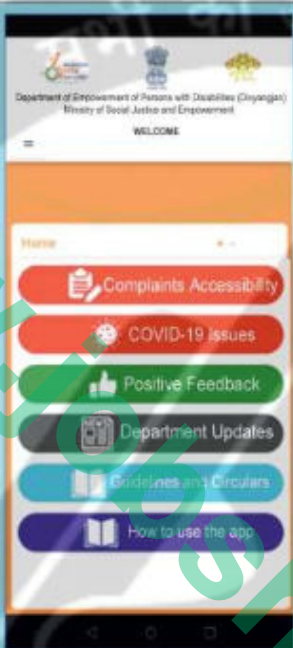 सभी
Department of Empowerment of Persons with Disabilities (Divyangjan)
Ministry of Social Justice and Empowerment
WELCOME
Home
Complaints Accessibility
COVID-19 Issues
Positive Feedback
Department Updates
Guidelines and Circulars
How to use the app